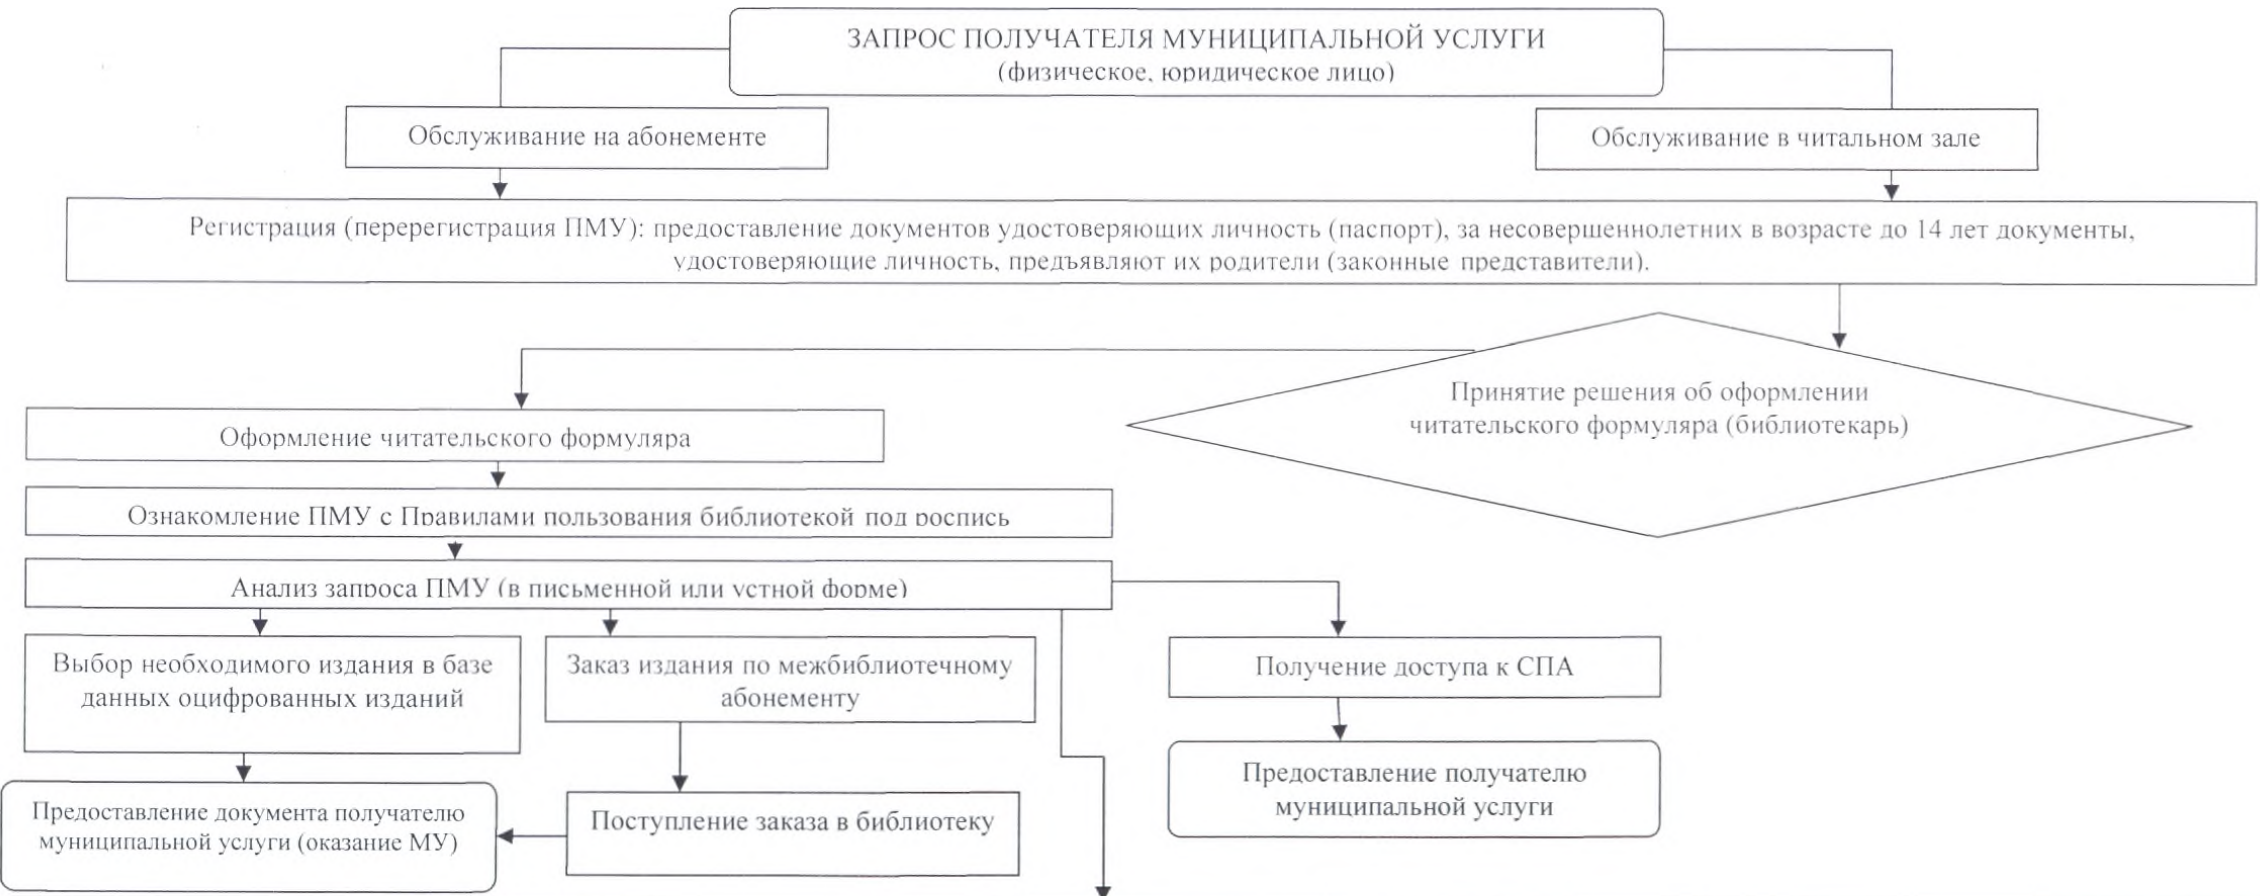 ЗАПРОС ПОЛУЧАТЕЛЯ МУНИЦИПАЛЬНОЙ УСЛУГИ
(физическое, юридическое лицо)
Обслуживание на абонементе
Обслуживание в читальном зале
Регистрация (перерегистрация ПМУ): предоставление документов удостоверяющих личность (паспорт), за несовершеннолетних в возрасте до 14 лет документы,
удостоверяющие личность, предъявляют их родители (законные представители).
Принятие решения об оформлении
читательского формуляра (библиотекарь)
Оформление читательского формуляра
Ознакомление ПМУ с Правилами пользования библиотекой под роспись
Анализ запроса ПМУ (в письменной или устной форме)
Выбор необходимого издания в базе
данных оцифрованных изданий
Заказ издания по межбиблиотечному
абонементу
Получение доступа к СПА
Предоставление документа получателю
муниципальной услуги (оказание МУ)
Поступление заказа в библиотеку
Предоставление получателю
муниципальной услуги